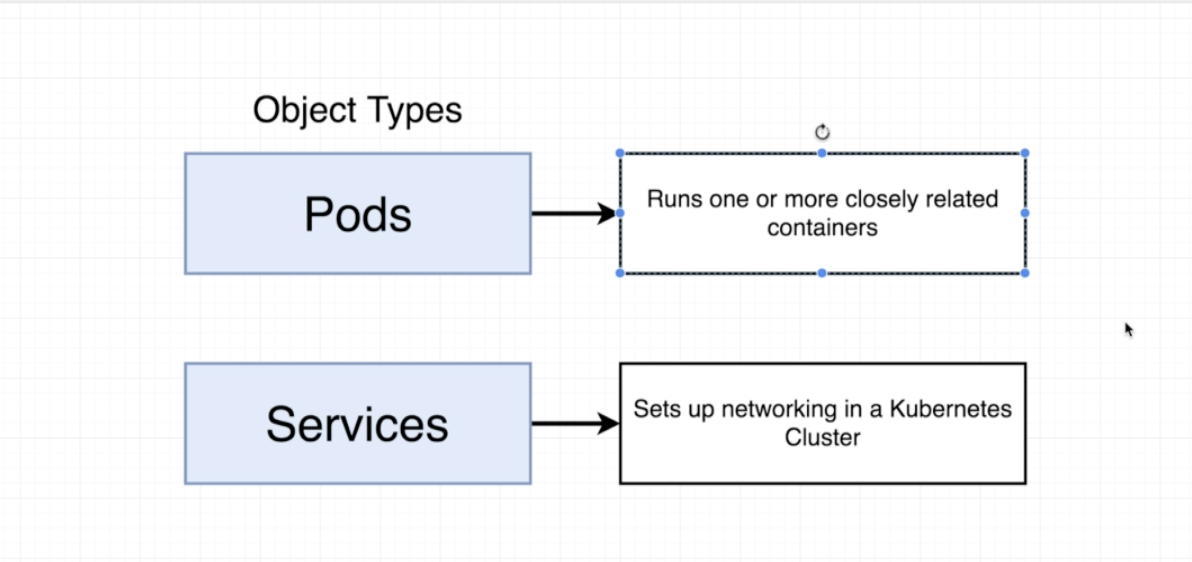 Object Types
Pods
Runs one or more closely related
containers
Services
Sets up networking in a Kubernetes
Cluster